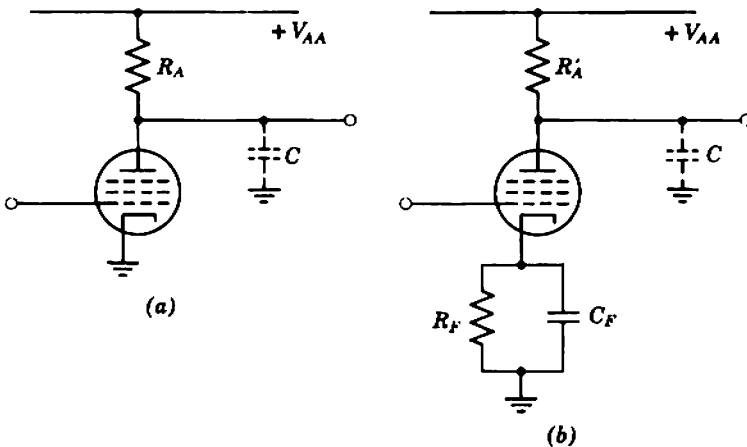 + V_AA
R_A
C
(a)
+ V_AA
R'_A
C
R_F
C_F
(b)